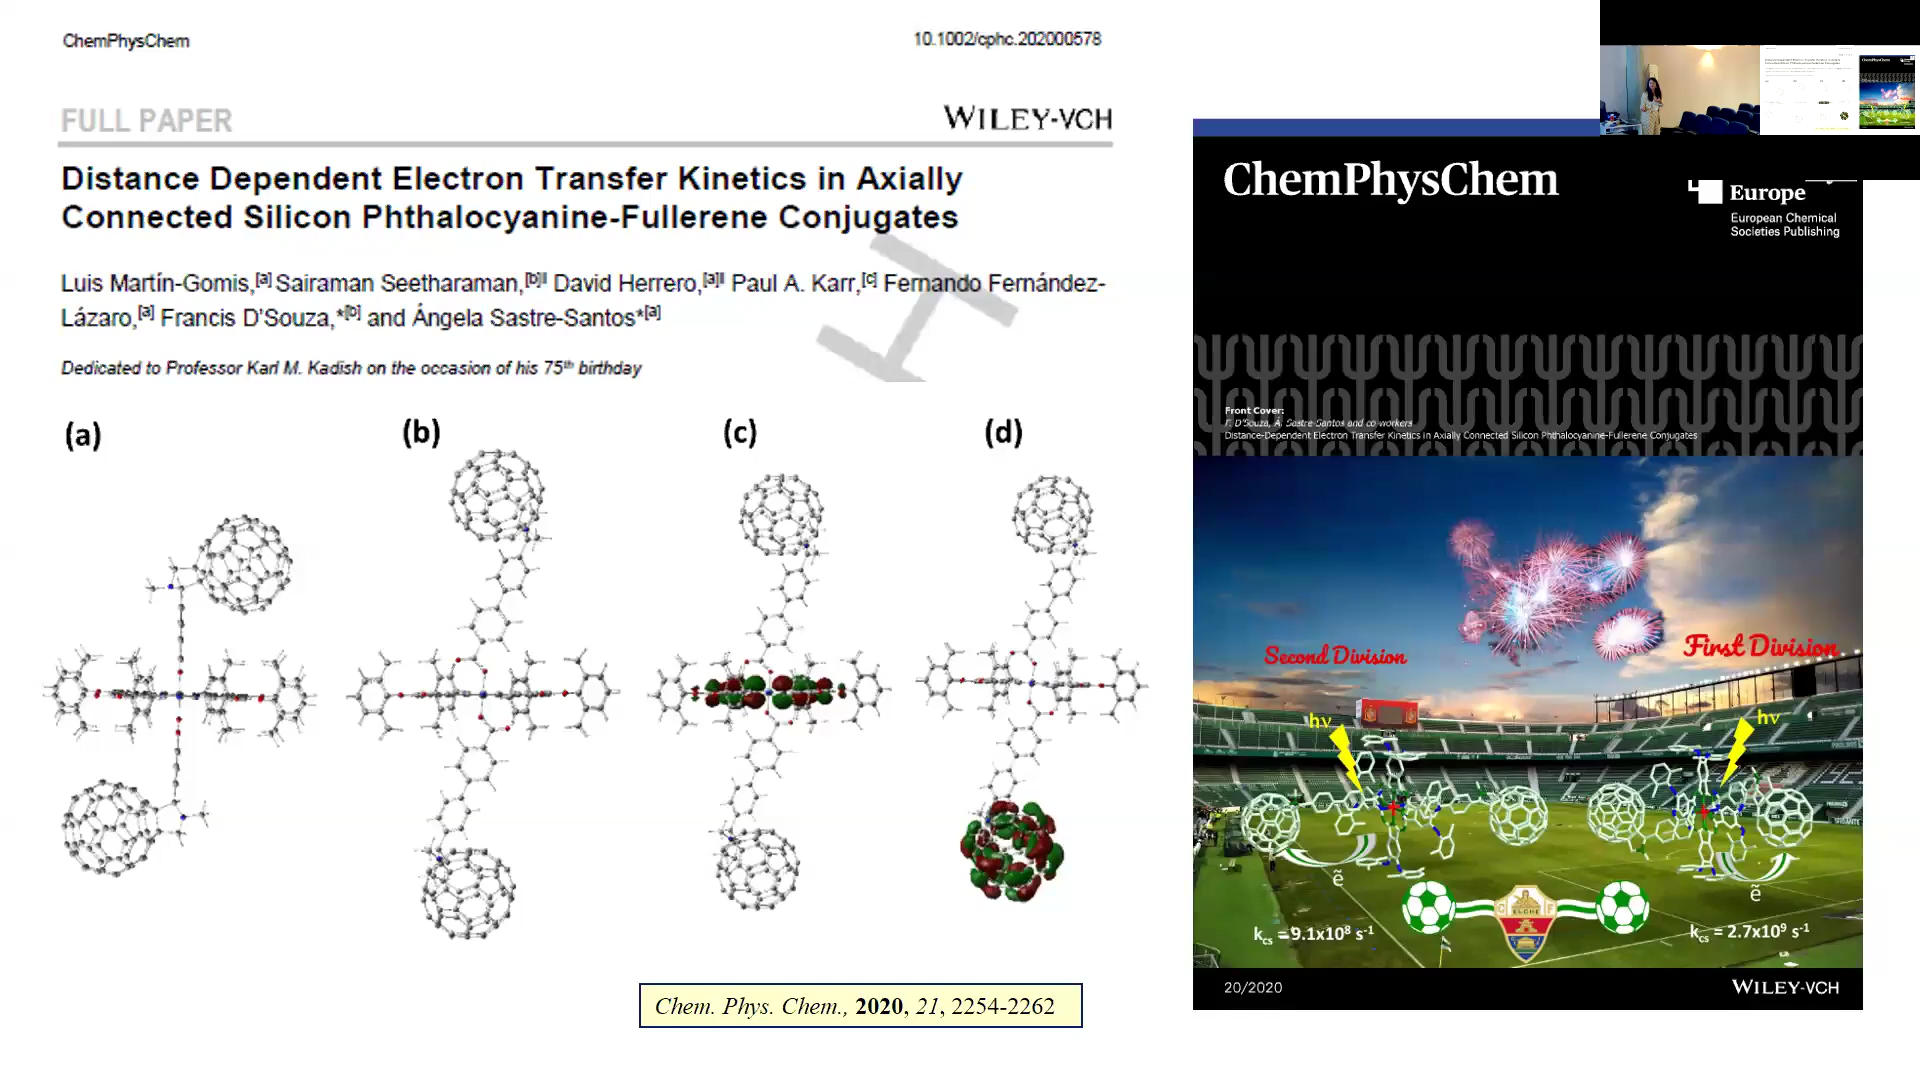 ChemPhysChem
10.1002/cphc.202000578
FULL PAPER
WILEY-VCH
Distance Dependent Electron Transfer Kinetics in Axially
Connected Silicon Phthalocyanine-Fullerene Conjugates
Luis Martín-Gomis,[a] Sairaman Seetharaman,[b]‖ David Herrero,[a]‖ Paul A. Karr,[c] Fernando Fernández-
Lázaro,[a] Francis D'Souza,*[b] and Ángela Sastre-Santos*[a]
Dedicated to Professor Karl M. Kadish on the occasion of his 75th birthday
(a)
(b)
(c)
(d)
Chem. Phys. Chem., 2020, 21, 2254-2262
ChemPhysChem
Europe
European Chemical
Societies Publishing
Front Cover:
F. D'Souza, Á. Sastre-Santos and co-workers
Distance-Dependent Electron Transfer Kinetics in Axially Connected Silicon Phthalocyanine-Fullerene Conjugates
Second Division
First Division
hν
hν
ẽ
ẽ
ELCHE
C F
kcs =9.1x10⁸ s⁻¹
kcs = 2.7x10⁹ s⁻¹
20/2020
WILEY-VCH